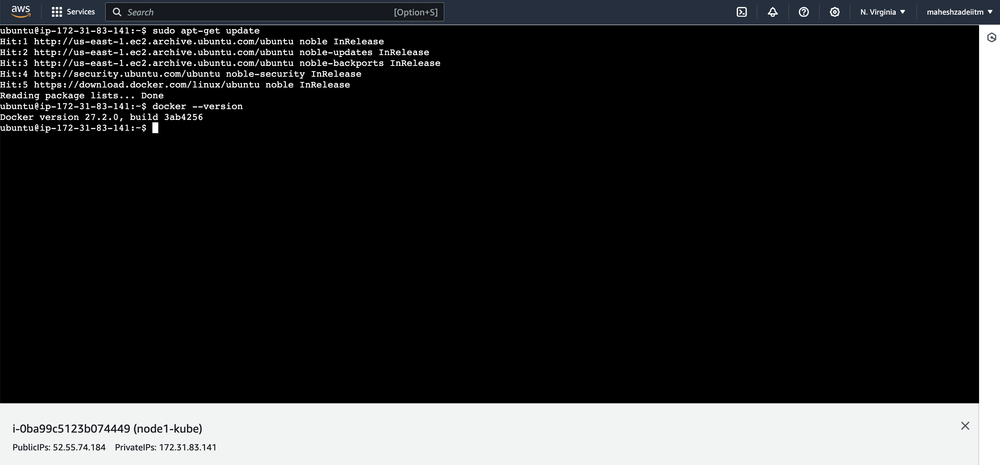 aws Services Search [Option+S] N. Virginia maheshzadeiitm
ubuntu@ip-172-31-83-141:~$ sudo apt-get update
Hit:1 http://us-east-1.ec2.archive.ubuntu.com/ubuntu noble InRelease
Hit:2 http://us-east-1.ec2.archive.ubuntu.com/ubuntu noble-updates InRelease
Hit:3 http://us-east-1.ec2.archive.ubuntu.com/ubuntu noble-backports InRelease
Hit:4 http://security.ubuntu.com/ubuntu noble-security InRelease
Hit:5 https://download.docker.com/linux/ubuntu noble InRelease
Reading package lists... Done
ubuntu@ip-172-31-83-141:~$ docker --version
Docker version 27.2.0, build 3ab4256
ubuntu@ip-172-31-83-141:~$
i-0ba99c5123b074449 (node1-kube)
PublicIPs: 52.55.74.184 PrivateIPs: 172.31.83.141